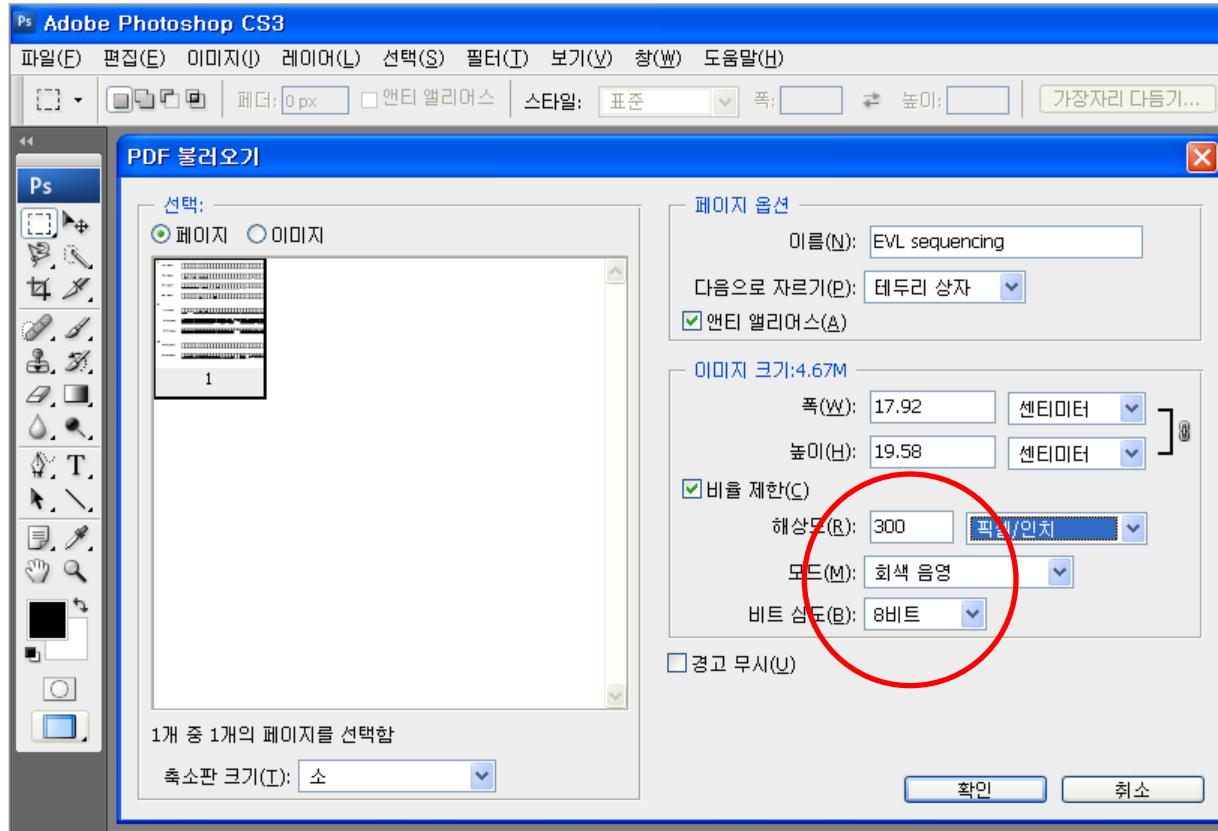 Ps Adobe Photoshop CS3
파일(F) 편집(E) 이미지(I) 레이어(L) 선택(S) 필터(T) 보기(V) 창(W) 도움말(H)
페더: 0 px 앤티 앨리어스 스타일: 표준 폭: 높이: 가장자리 다듬기...
Ps
PDF 불러오기
선택:
페이지 이미지
1
1개 중 1개의 페이지를 선택함
축소판 크기(T): 소
페이지 옵션
이름(N): EVL sequencing
다음으로 자르기(P): 테두리 상자
앤티 앨리어스(A)
이미지 크기:4.67M
폭(W): 17.92 센티미터
높이(H): 19.58 센티미터
비율 제한(C)
해상도(R): 300 픽셀/인치
모드(M): 회색 음영
비트 심도(B): 8비트
경고 무시(U)
확인 취소